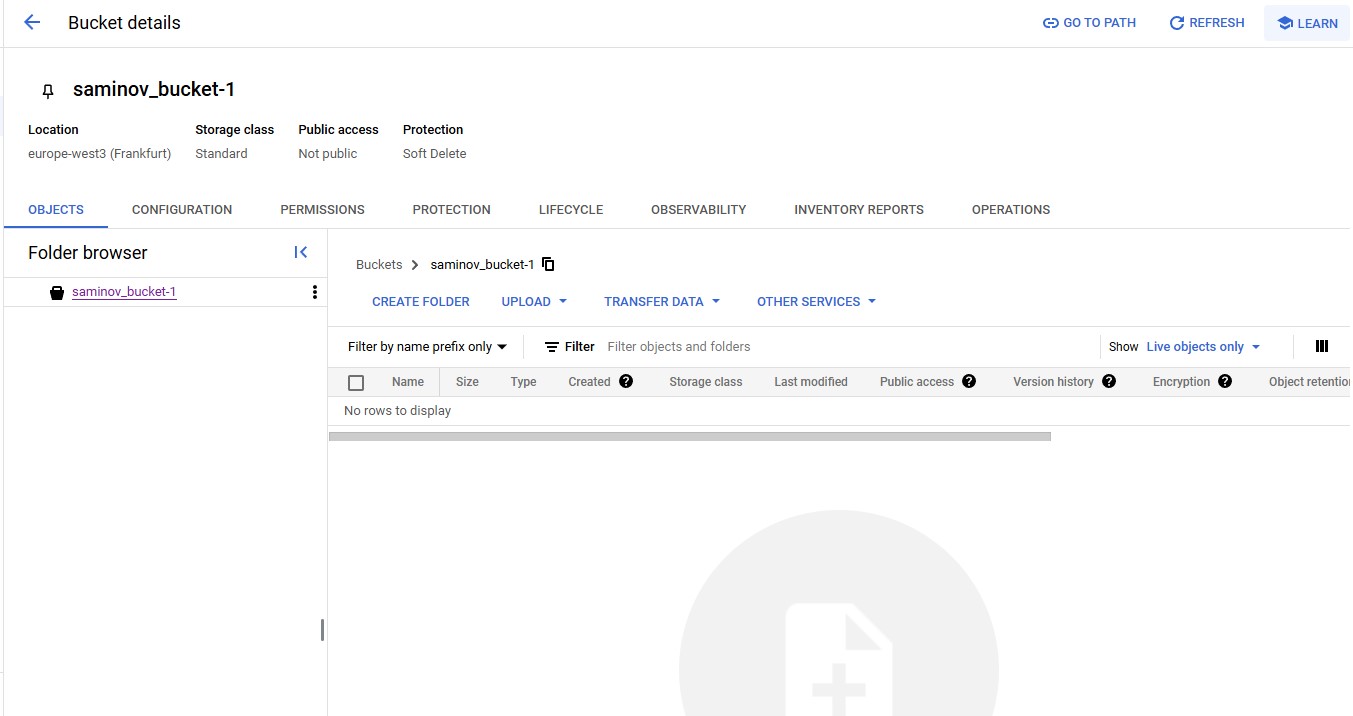 Bucket details
GO TO PATH
REFRESH
LEARN
saminov_bucket-1
Location
Storage class
Public access
Protection
europe-west3 (Frankfurt)
Standard
Not public
Soft Delete
OBJECTS
CONFIGURATION
PERMISSIONS
PROTECTION
LIFECYCLE
OBSERVABILITY
INVENTORY REPORTS
OPERATIONS
Folder browser
saminov_bucket-1
Buckets
saminov_bucket-1
CREATE FOLDER
UPLOAD
TRANSFER DATA
OTHER SERVICES
Filter by name prefix only
Filter
Filter objects and folders
Show
Live objects only
Name
Size
Type
Created
Storage class
Last modified
Public access
Version history
Encryption
Object retention
No rows to display